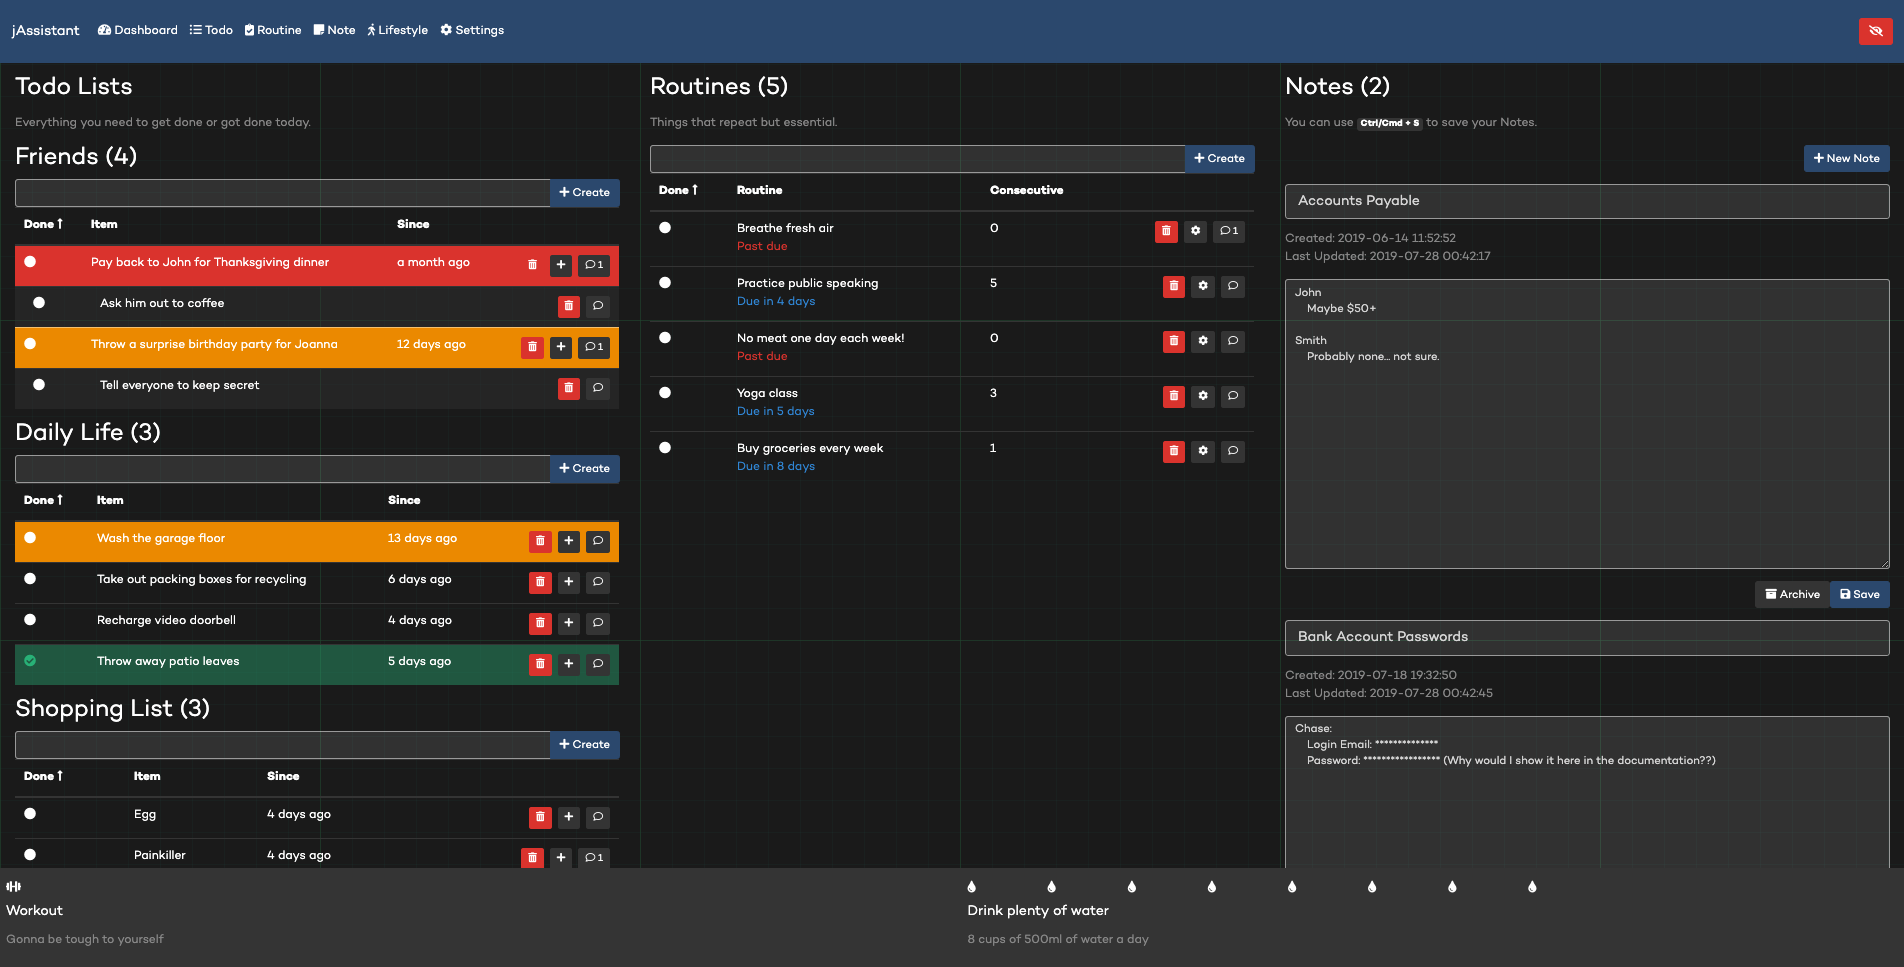 jAssistant Dashboard Todo Routine Note Lifestyle Settings
Todo Lists
Everything you need to get done or got done today.
Friends (4)
+ Create
Done ↑ Item Since
Pay back to John for Thanksgiving dinner a month ago 1
Ask him out to coffee
Throw a surprise birthday party for Joanna 12 days ago 1
Tell everyone to keep secret
Daily Life (3)
+ Create
Done ↑ Item Since
Wash the garage floor 13 days ago
Take out packing boxes for recycling 6 days ago
Recharge video doorbell 4 days ago
Throw away patio leaves 5 days ago
Shopping List (3)
+ Create
Done ↑ Item Since
Egg 4 days ago
Painkiller 4 days ago 1
Routines (5)
Things that repeat but essential.
+ Create
Done ↑ Routine Consecutive
Breathe fresh air 0 1
Past due
Practice public speaking 5
Due in 4 days
No meat one day each week! 0
Past due
Yoga class 3
Due in 5 days
Buy groceries every week 1
Due in 8 days
Notes (2)
You can use Ctrl/Cmd + S to save your Notes.
+ New Note
Accounts Payable
Created: 2019-06-14 11:52:52
Last Updated: 2019-07-28 00:42:17
John
Maybe $50+
Smith
Probably none... not sure.
Archive Save
Bank Account Passwords
Created: 2019-07-18 19:32:50
Last Updated: 2019-07-28 00:42:45
Chase:
Login Email: **************
Password: ***************** (Why would I show it here in the documentation??)
Workout
Gonna be tough to yourself
Drink plenty of water
8 cups of 500ml of water a day